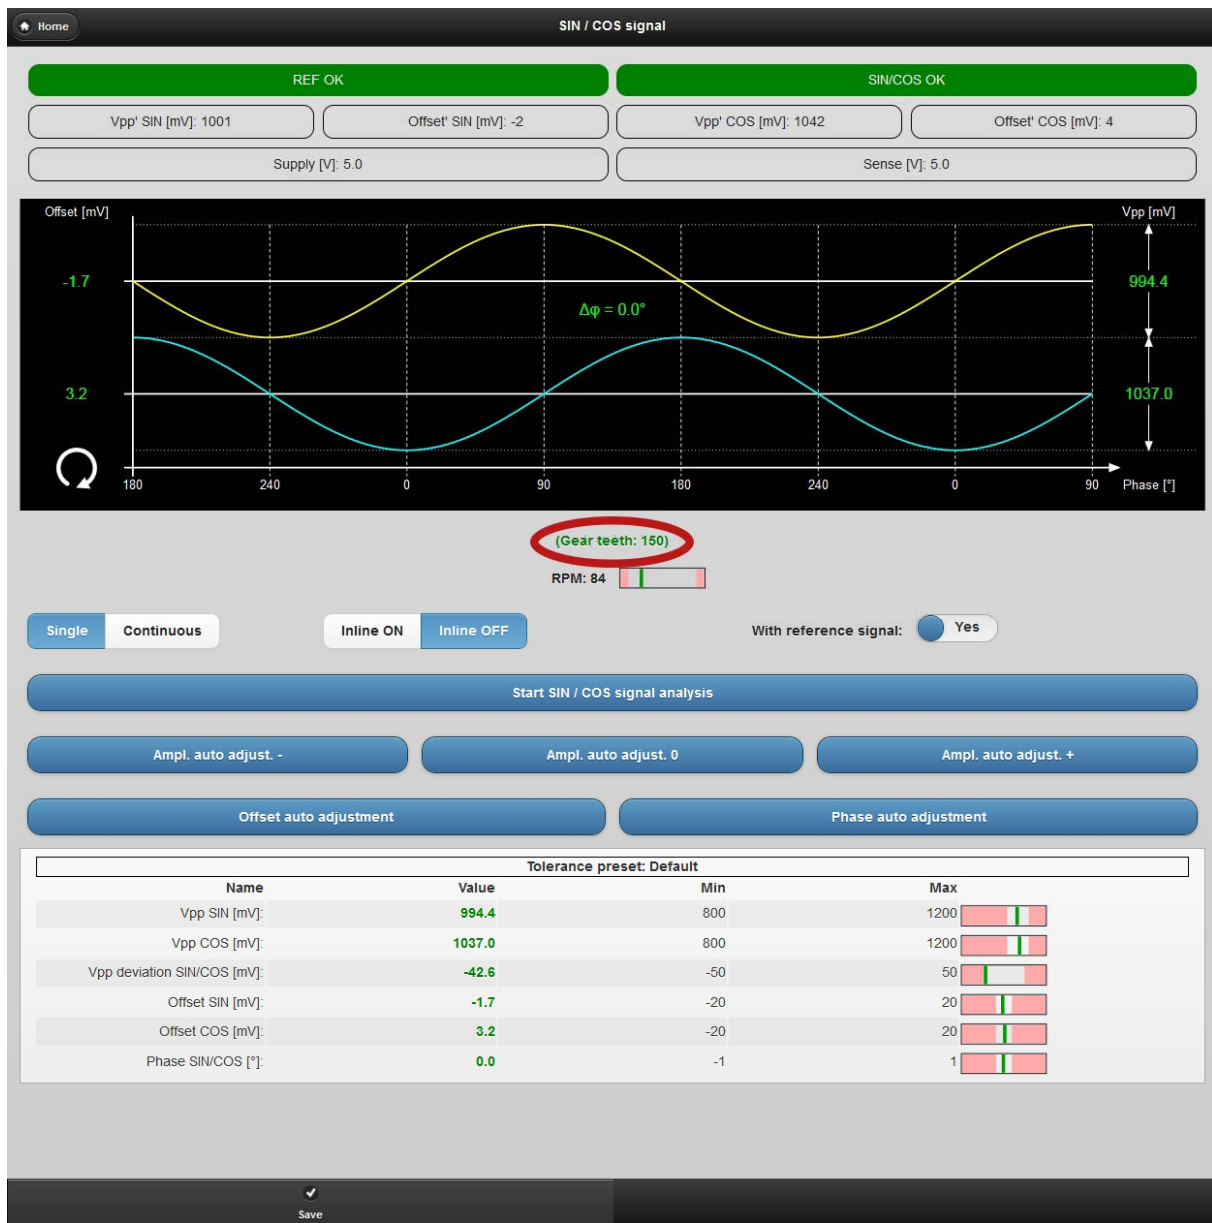 Home
SIN / COS signal
REF OK
SIN/COS OK
Vpp' SIN [mV]: 1001
Offset' SIN [mV]: -2
Vpp' COS [mV]: 1042
Offset' COS [mV]: 4
Supply [V]: 5.0
Sense [V]: 5.0
Offset [mV]
Vpp [mV]
-1.7
994.4
Δφ = 0.0°
3.2
1037.0
180 240 0 90 180 240 0 90 Phase [°]
(Gear teeth: 150)
RPM: 84
Single Continuous Inline ON Inline OFF With reference signal: Yes
Start SIN / COS signal analysis
Ampl. auto adjust. - Ampl. auto adjust. 0 Ampl. auto adjust. +
Offset auto adjustment Phase auto adjustment
Tolerance preset: Default
Name Value Min Max
Vpp SIN [mV]: 994.4 800 1200
Vpp COS [mV]: 1037.0 800 1200
Vpp deviation SIN/COS [mV]: -42.6 -50 50
Offset SIN [mV]: -1.7 -20 20
Offset COS [mV]: 3.2 -20 20
Phase SIN/COS [°]: 0.0 -1 1
Save